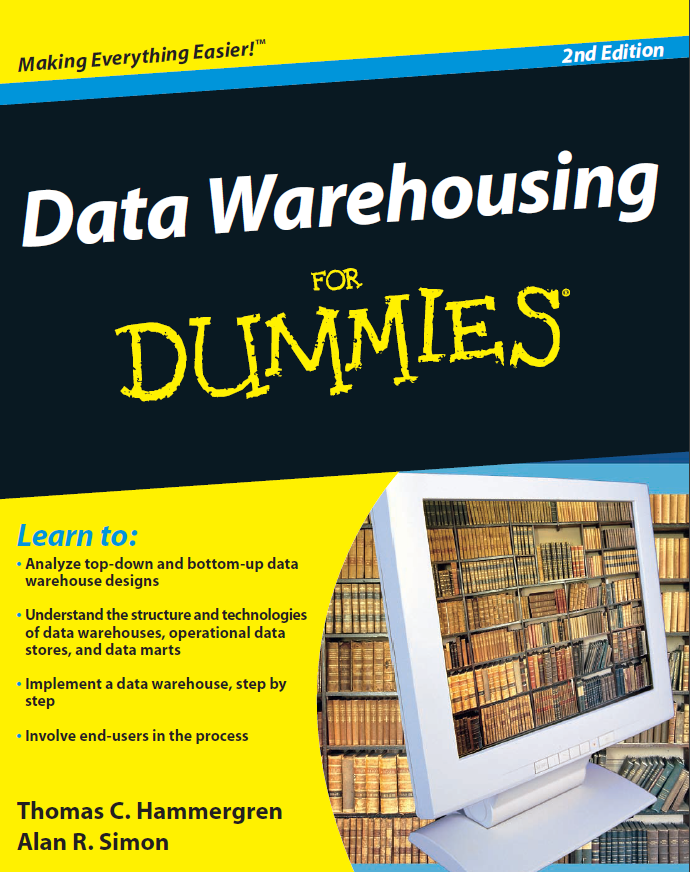 Making Everything Easier!™
2nd Edition
Data Warehousing
FOR
DUMMIES®
Learn to:
• Analyze top-down and bottom-up data
warehouse designs
• Understand the structure and technologies
of data warehouses, operational data
stores, and data marts
• Implement a data warehouse, step by
step
• Involve end-users in the process
Thomas C. Hammergren
Alan R. Simon